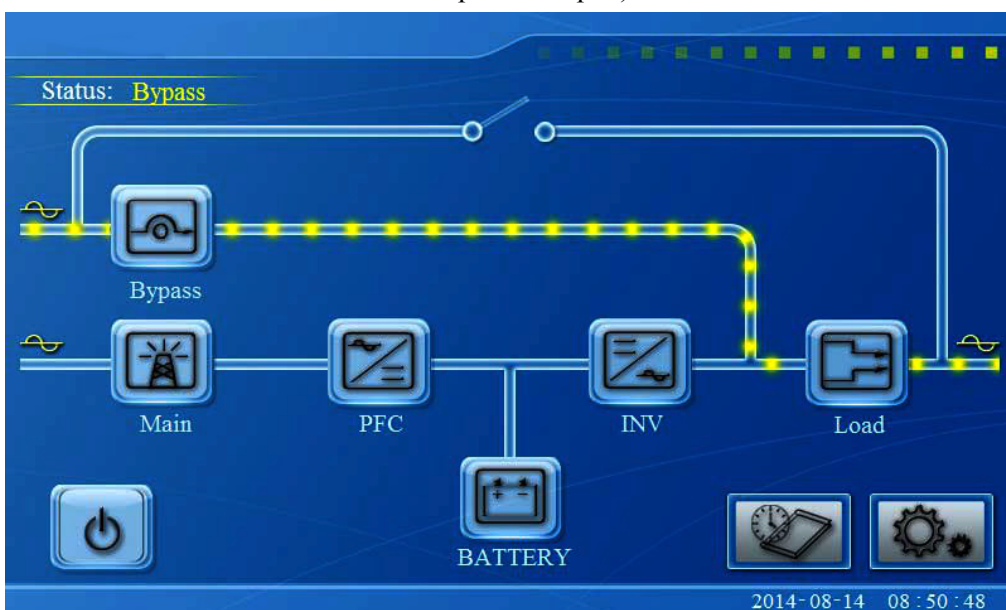 Status: Bypass
Bypass
Main
PFC
INV
Load
BATTERY
2014-08-14 08:50:48